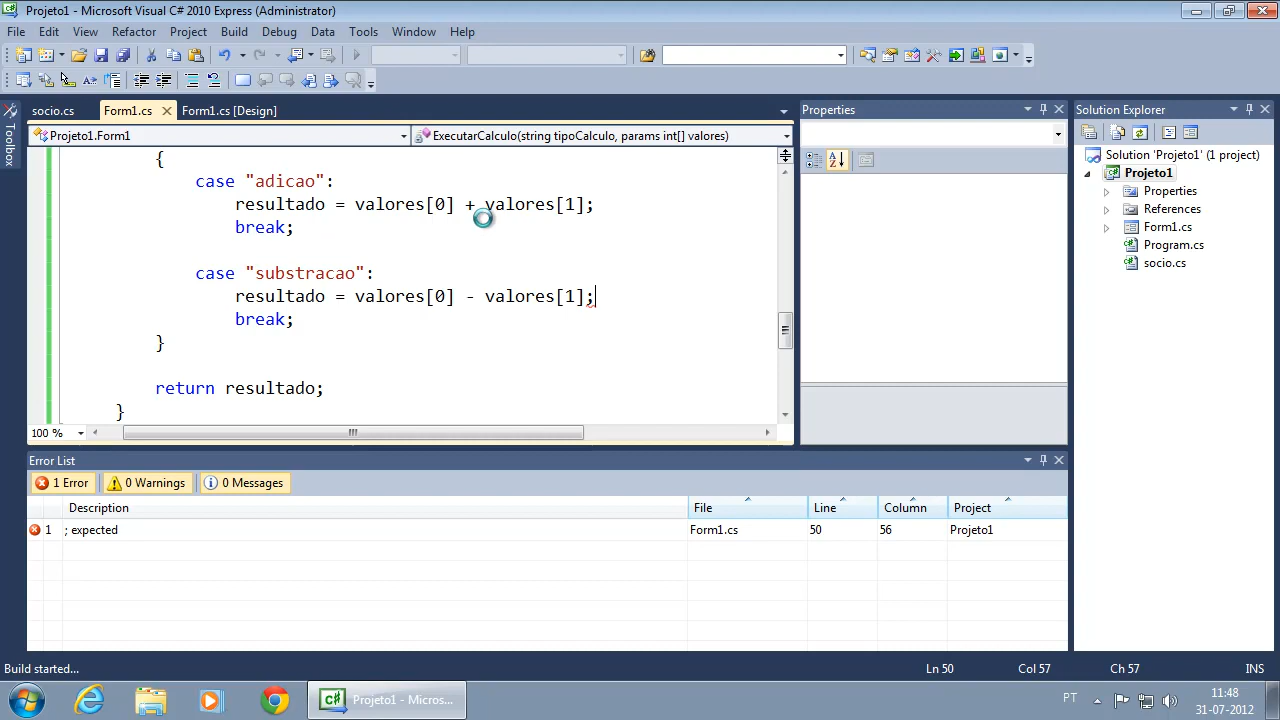 Projeto1 - Microsoft Visual C# 2010 Express (Administrator)
File Edit View Refactor Project Build Debug Data Tools Window Help
socio.cs Form1.cs Form1.cs [Design]
Projeto1.Form1 ExecutarCalculo(string tipoCalculo, params int[] valores)
{
case "adicao":
resultado = valores[0] + valores[1];
break;
case "substracao":
resultado = valores[0] - valores[1];
break;
}
return resultado;
}
100 %
Toolbox
Properties
Solution Explorer
Solution 'Projeto1' (1 project)
Projeto1
Properties
References
Form1.cs
Program.cs
socio.cs
Error List
1 Error 0 Warnings 0 Messages
Description File Line Column Project
1 ; expected Form1.cs 50 56 Projeto1
Build started... Ln 50 Col 57 Ch 57 INS
Projeto1 - Micros... PT 11:48
31-07-2012